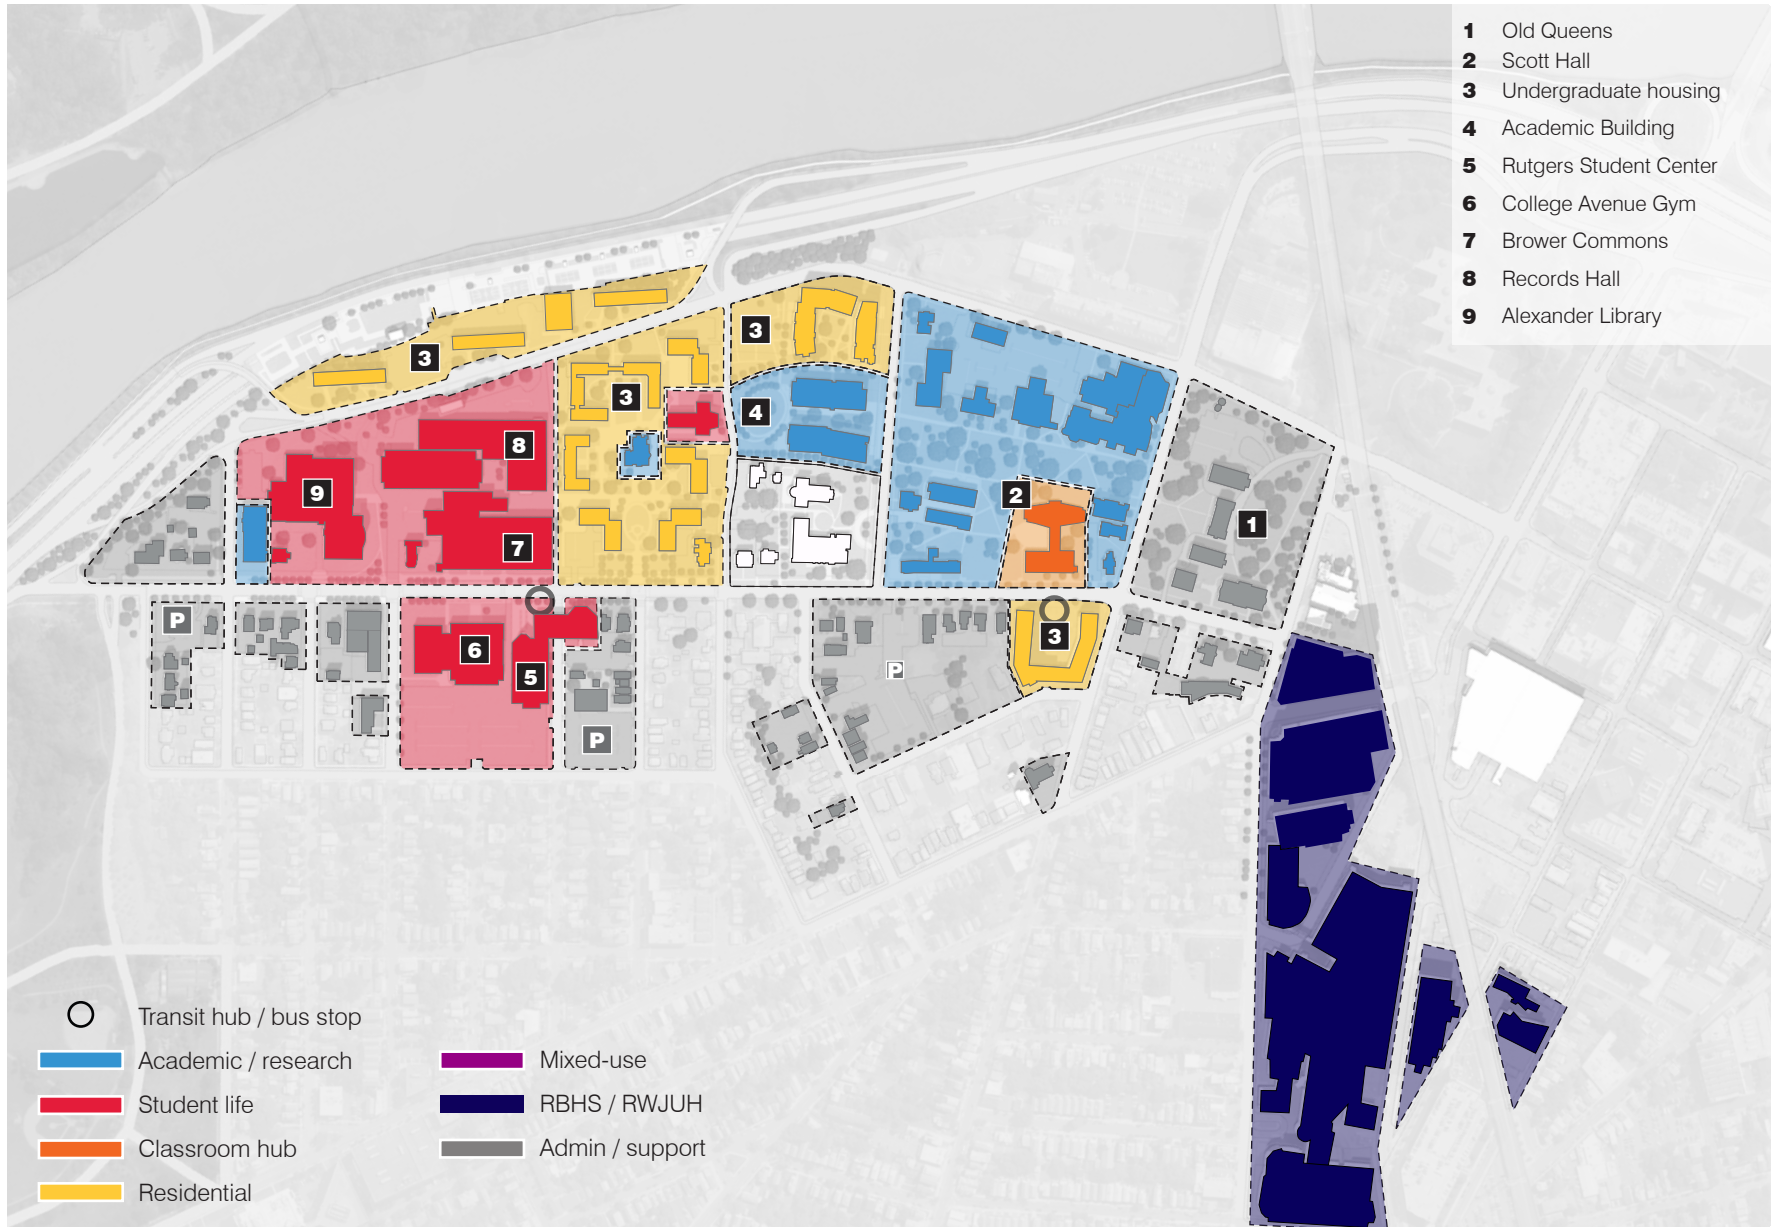 1 Old Queens
2 Scott Hall
3 Undergraduate housing
4 Academic Building
5 Rutgers Student Center
6 College Avenue Gym
7 Brower Commons
8 Records Hall
9 Alexander Library
3
3
3
4
8
9
2
1
7
P
3
6
5
P
P
Transit hub / bus stop
Academic / research
Student life
Classroom hub
Residential
Mixed-use
RBHS / RWJUH
Admin / support